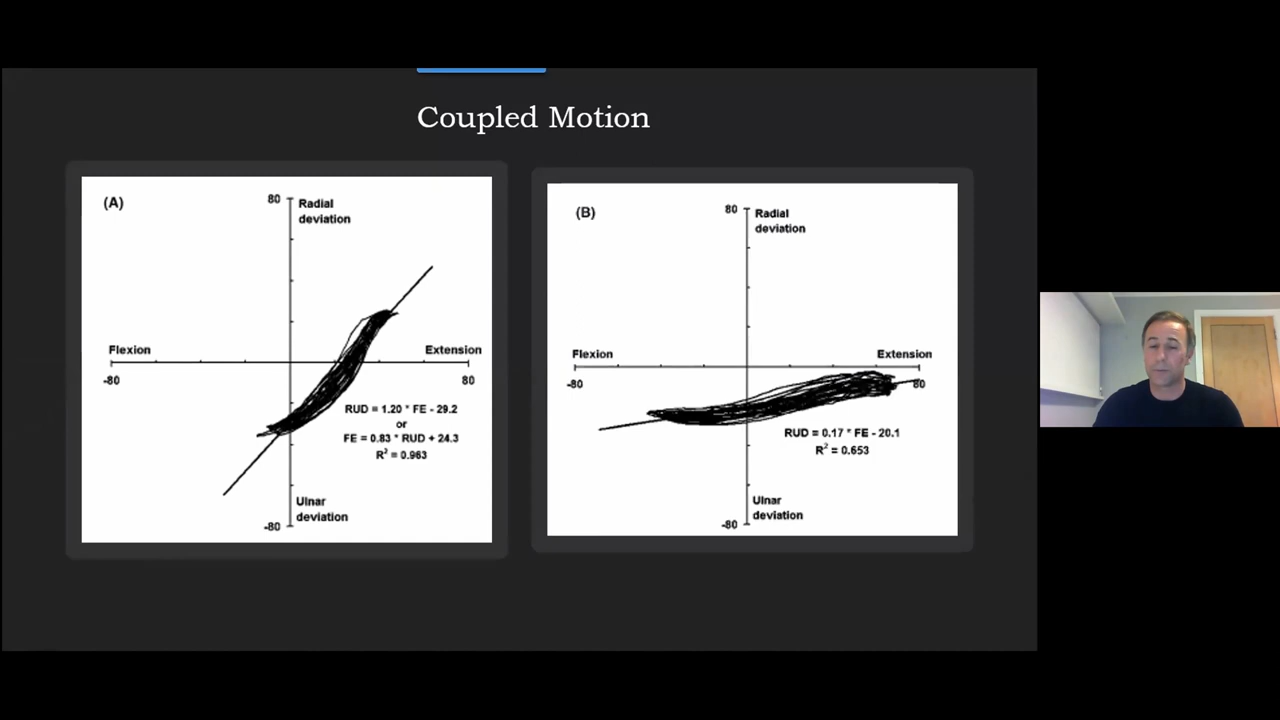 Coupled Motion
(A)
80
Radial
deviation
Flexion
Extension
-80
80
RUD = 1.20 * FE - 29.2
or
FE = 0.83 * RUD + 24.3
R² = 0.963
Ulnar
deviation
-80
(B)
80
Radial
deviation
Flexion
Extension
-80
80
RUD = 0.17 * FE - 20.1
R² = 0.653
Ulnar
deviation
-80